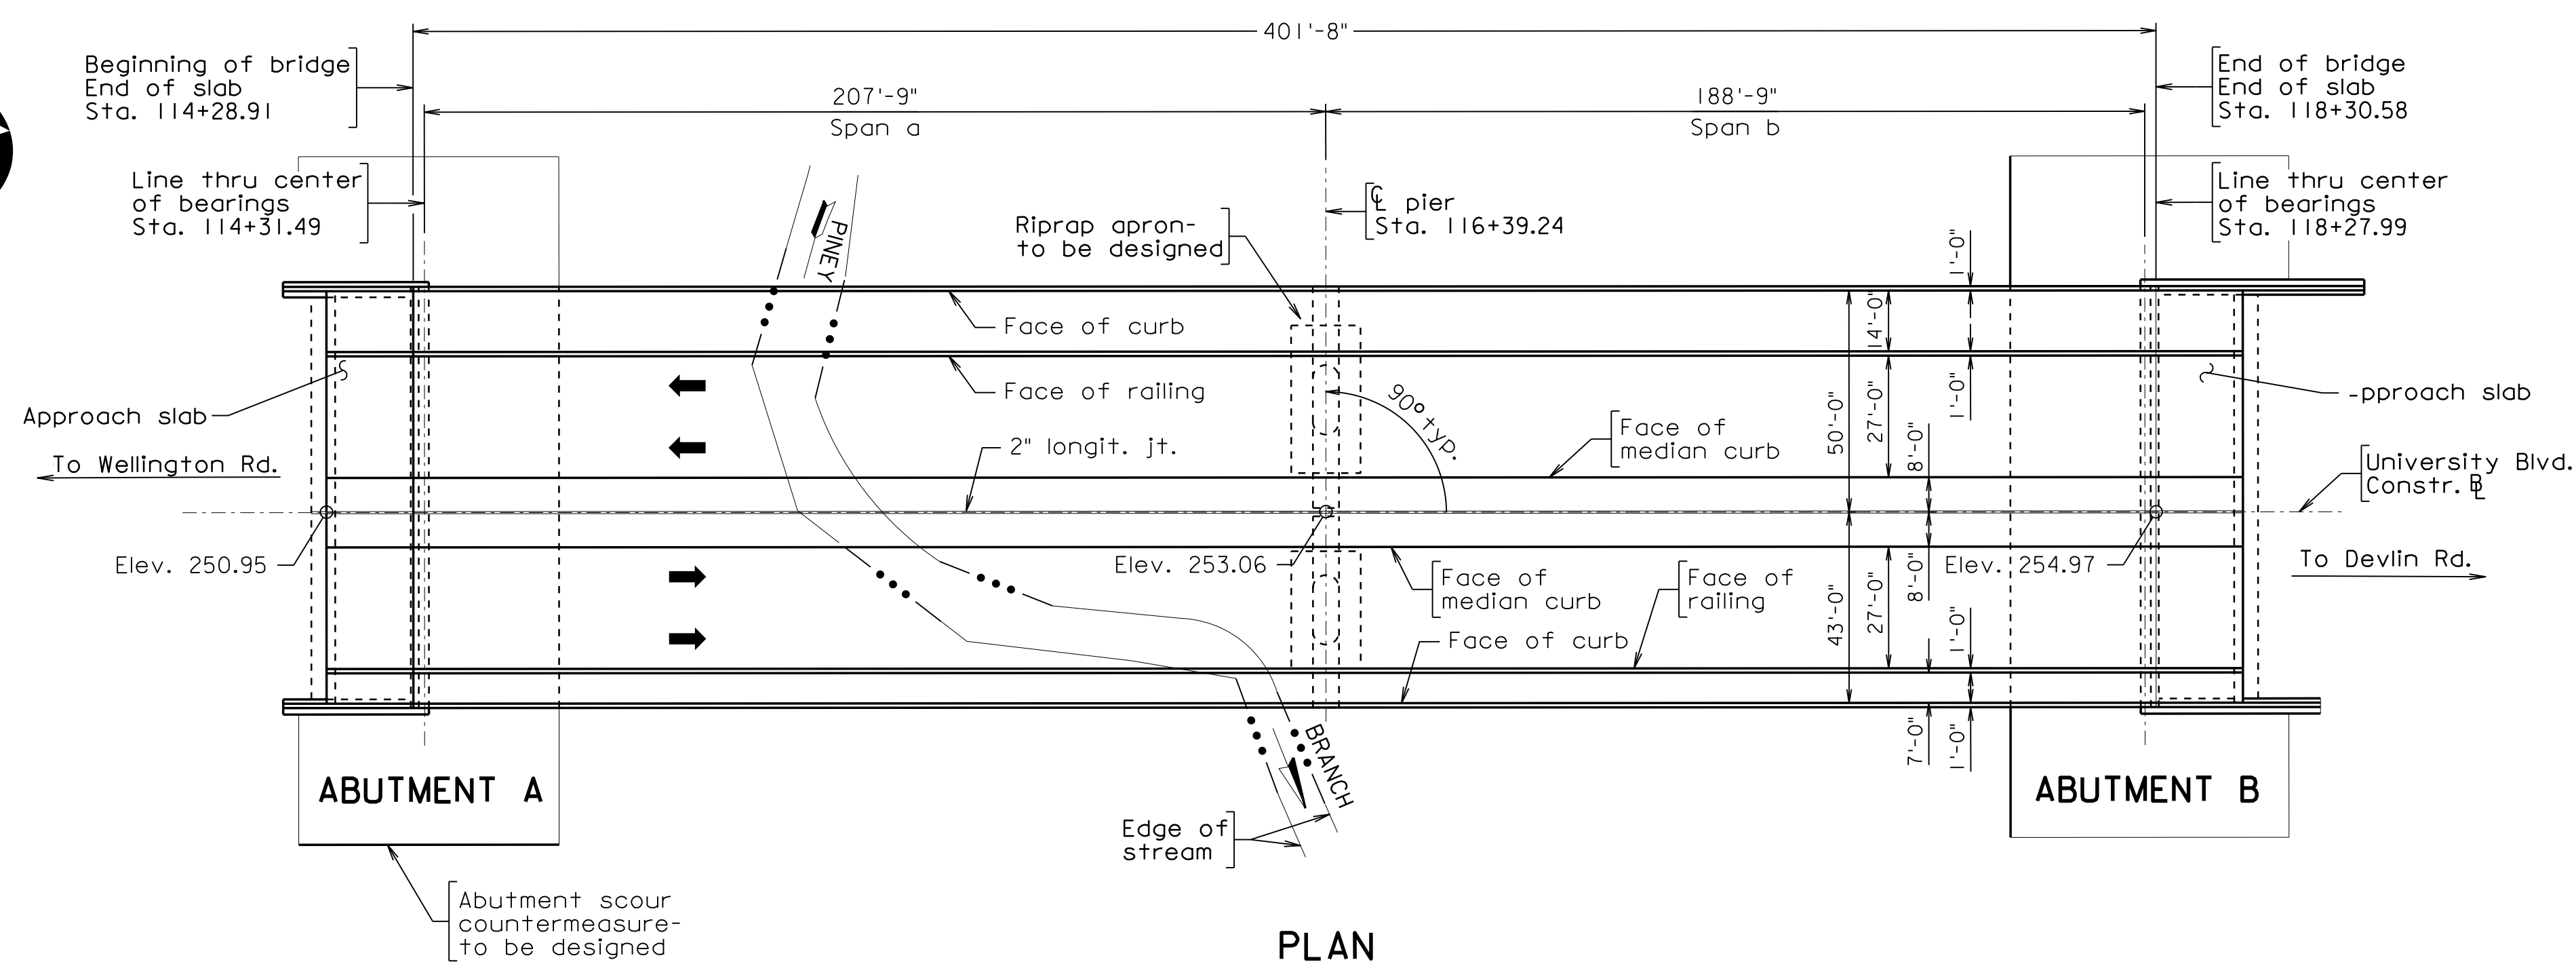 401'-8"
Beginning of bridge
End of slab
Sta. 114+28.91
207'-9"
Span a
188'-9"
Span b
End of bridge
End of slab
Sta. 118+30.58
Line thru center
of bearings
Sta. 114+31.49
PINEY
Riprap apron-
to be designed
℄ pier
Sta. 116+39.24
Line thru center
of bearings
Sta. 118+27.99
1'-0"
Face of curb
14'-0"
Face of railing
1'-0"
Approach slab
-pproach slab
90° typ.
50'-0"
27'-0"
8'-0"
To Wellington Rd.
2" longit. jt.
Face of
median curb
University Blvd.
Constr. BL
Elev. 250.95
Elev. 253.06
Elev. 254.97
To Devlin Rd.
Face of
median curb
Face of
railing
Face of curb
43'-0"
27'-0"
8'-0"
1'-0"
7'-0"
1'-0"
BRANCH
ABUTMENT A
ABUTMENT B
Edge of
stream
Abutment scour
countermeasure-
to be designed
PLAN